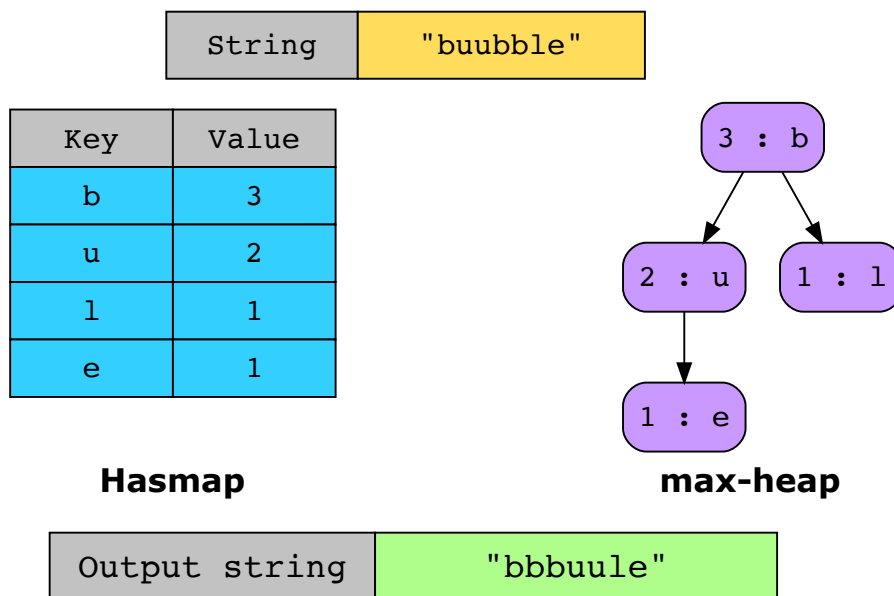 String "buubble"
Key Value
b 3
u 2
l 1
e 1
Hasmap
3 : b
2 : u 1 : l
1 : e
max-heap
Output string "bbbuule"